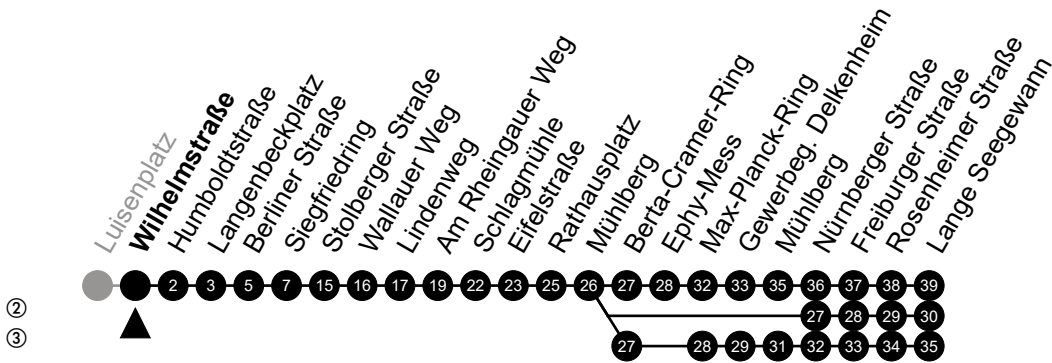 Luisenplatz
Wilhelmstraße
Humboldtstraße
Langenbeckplatz
Berliner Straße
Siegfriedring
Stolberger Straße
Wallauer Weg
Lindenweg
Am Rheingauer Weg
Schlagmühle
Eifelstraße
Rathausplatz
Mühlberg
Berta-Cramer-Ring
Ephy-Mess
Max-Planck-Ring
Gewerbeg. Delkenheim
Mühlberg
Nürnberger Straße
Freiburger Straße
Rosenheimer Straße
Lange Seegewann
2 3 5 7 15 16 17 19 22 23 25 26 27 28 32 33 35 36 37 38 39
② 27 28 29 30
③ 27 28 29 31 32 33 34 35